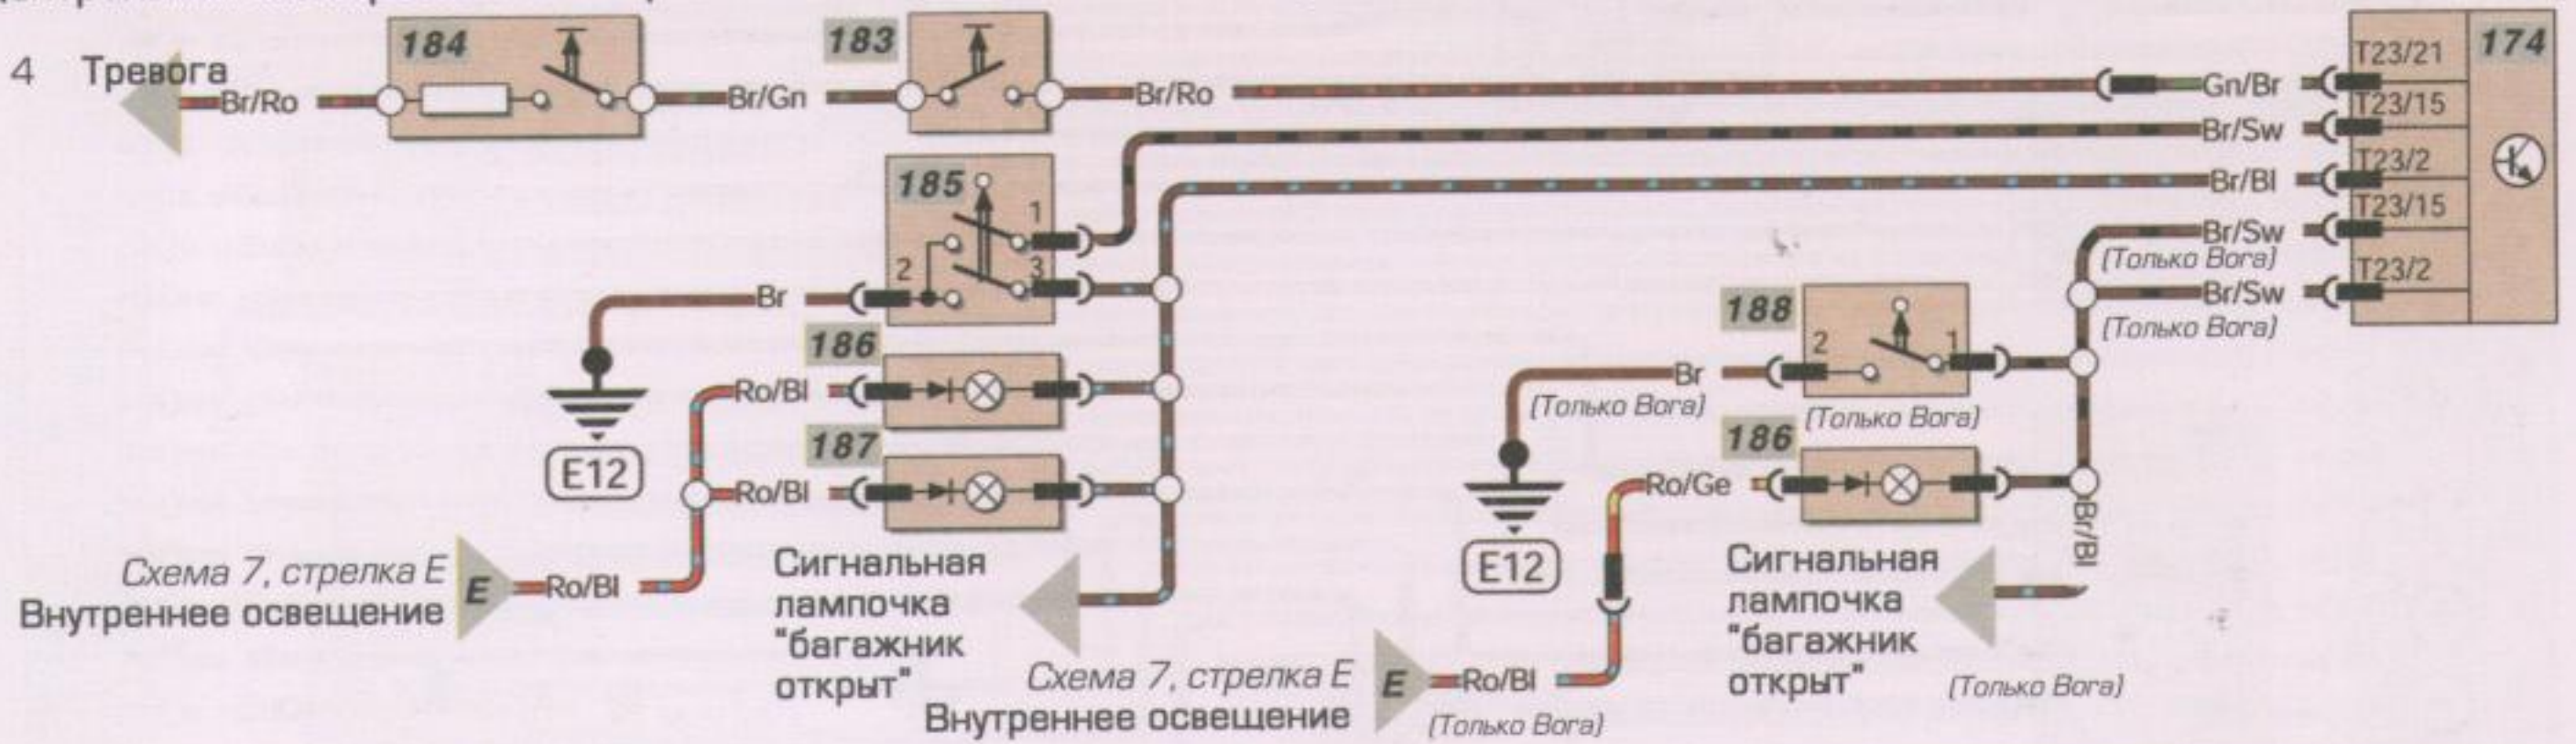 4 Тревога
Br/Ro
184
Br/Gn
183
Br/Ro
Gn/Br
T23/21
174
T23/15
Br/Sw
T23/2
Br/Bl
T23/15
Br/Sw
(Только Bora)
T23/2
Br/Sw
(Только Bora)
185
1
2
3
Br
E12
186
Ro/Bl
187
Ro/Bl
Схема 7, стрелка E
Внутреннее освещение
E
Ro/Bl
Сигнальная
лампочка
"багажник
открыт"
188
2
1
Br
(Только Bora)
(Только Bora)
186
Ro/Ge
E12
Br/Bl
Схема 7, стрелка E
Внутреннее освещение
E
Ro/Bl
(Только Bora)
Сигнальная
лампочка
"багажник
открыт"
(Только Bora)